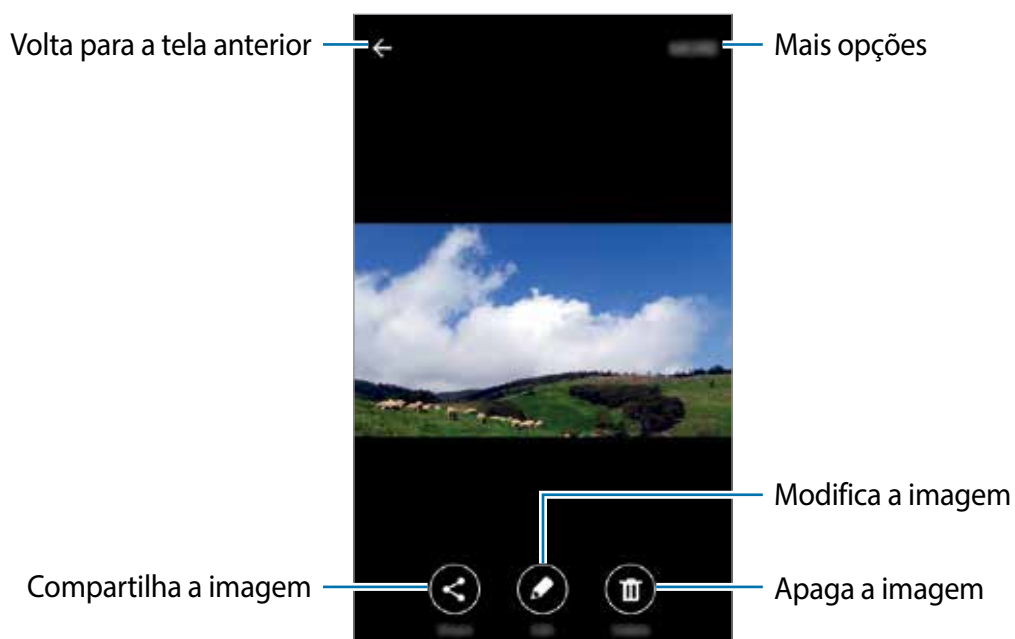 Volta para a tela anterior
Mais opções
Modifica a imagem
Compartilha a imagem
Apaga a imagem